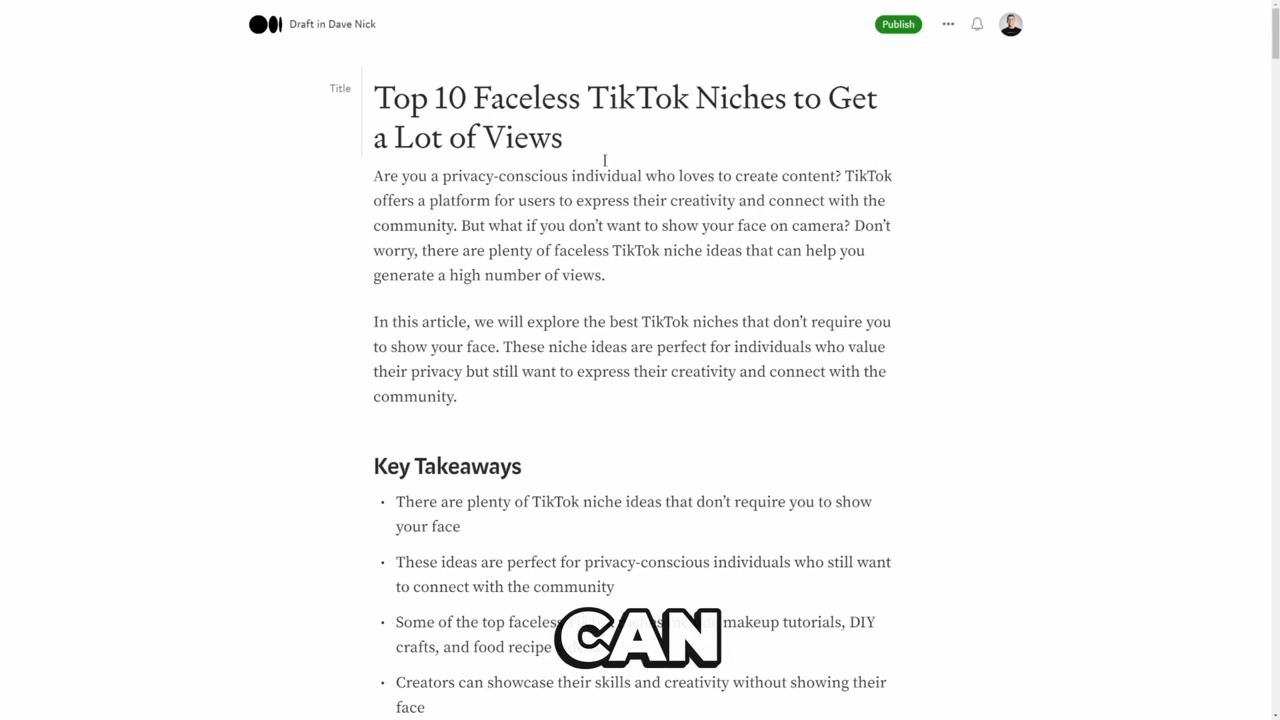 Draft in Dave Nick
Publish
Title
Top 10 Faceless TikTok Niches to Get
a Lot of Views
Are you a privacy-conscious individual who loves to create content? TikTok
offers a platform for users to express their creativity and connect with the
community. But what if you don’t want to show your face on camera? Don’t
worry, there are plenty of faceless TikTok niche ideas that can help you
generate a high number of views.
In this article, we will explore the best TikTok niches that don’t require you
to show your face. These niche ideas are perfect for individuals who value
their privacy but still want to express their creativity and connect with the
community.
Key Takeaways
• There are plenty of TikTok niche ideas that don’t require you to show
your face
• These ideas are perfect for privacy-conscious individuals who still want
to connect with the community
• Some of the top faceless makeup tutorials, DIY
crafts, and food recipe
CAN
• Creators can showcase their skills and creativity without showing their
face